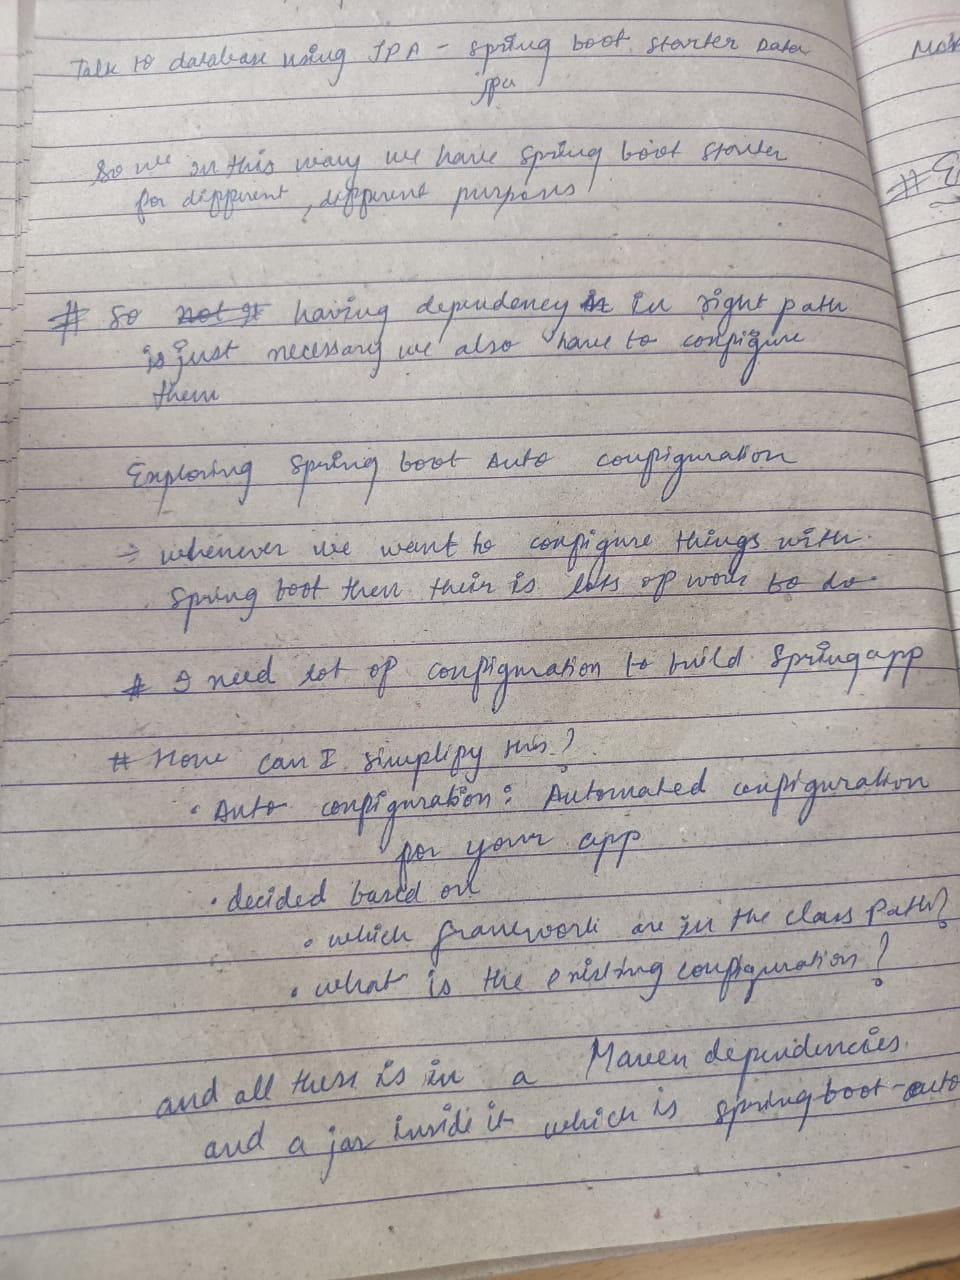 Talk to database using JPA - Spring boot starter Data
jpa
So we in this way we have spring boot starter
for different, different purposes
# So not it having dependency in in right path
is just necessary we also have to configure
them
Exploring Spring boot Auto configuration
⇒ whenever we want to configure things with
Spring boot then their is lots of work to do
# I need lot of configuration to build Spring app
# How can I simplify this?
• Auto configuration: Automated configuration
for your app
• decided based on
• which framework are in the class path?
• what is the existing configuration?
and all these is in a Maven dependencies
and a jar inside it which is spring-boot-auto
#